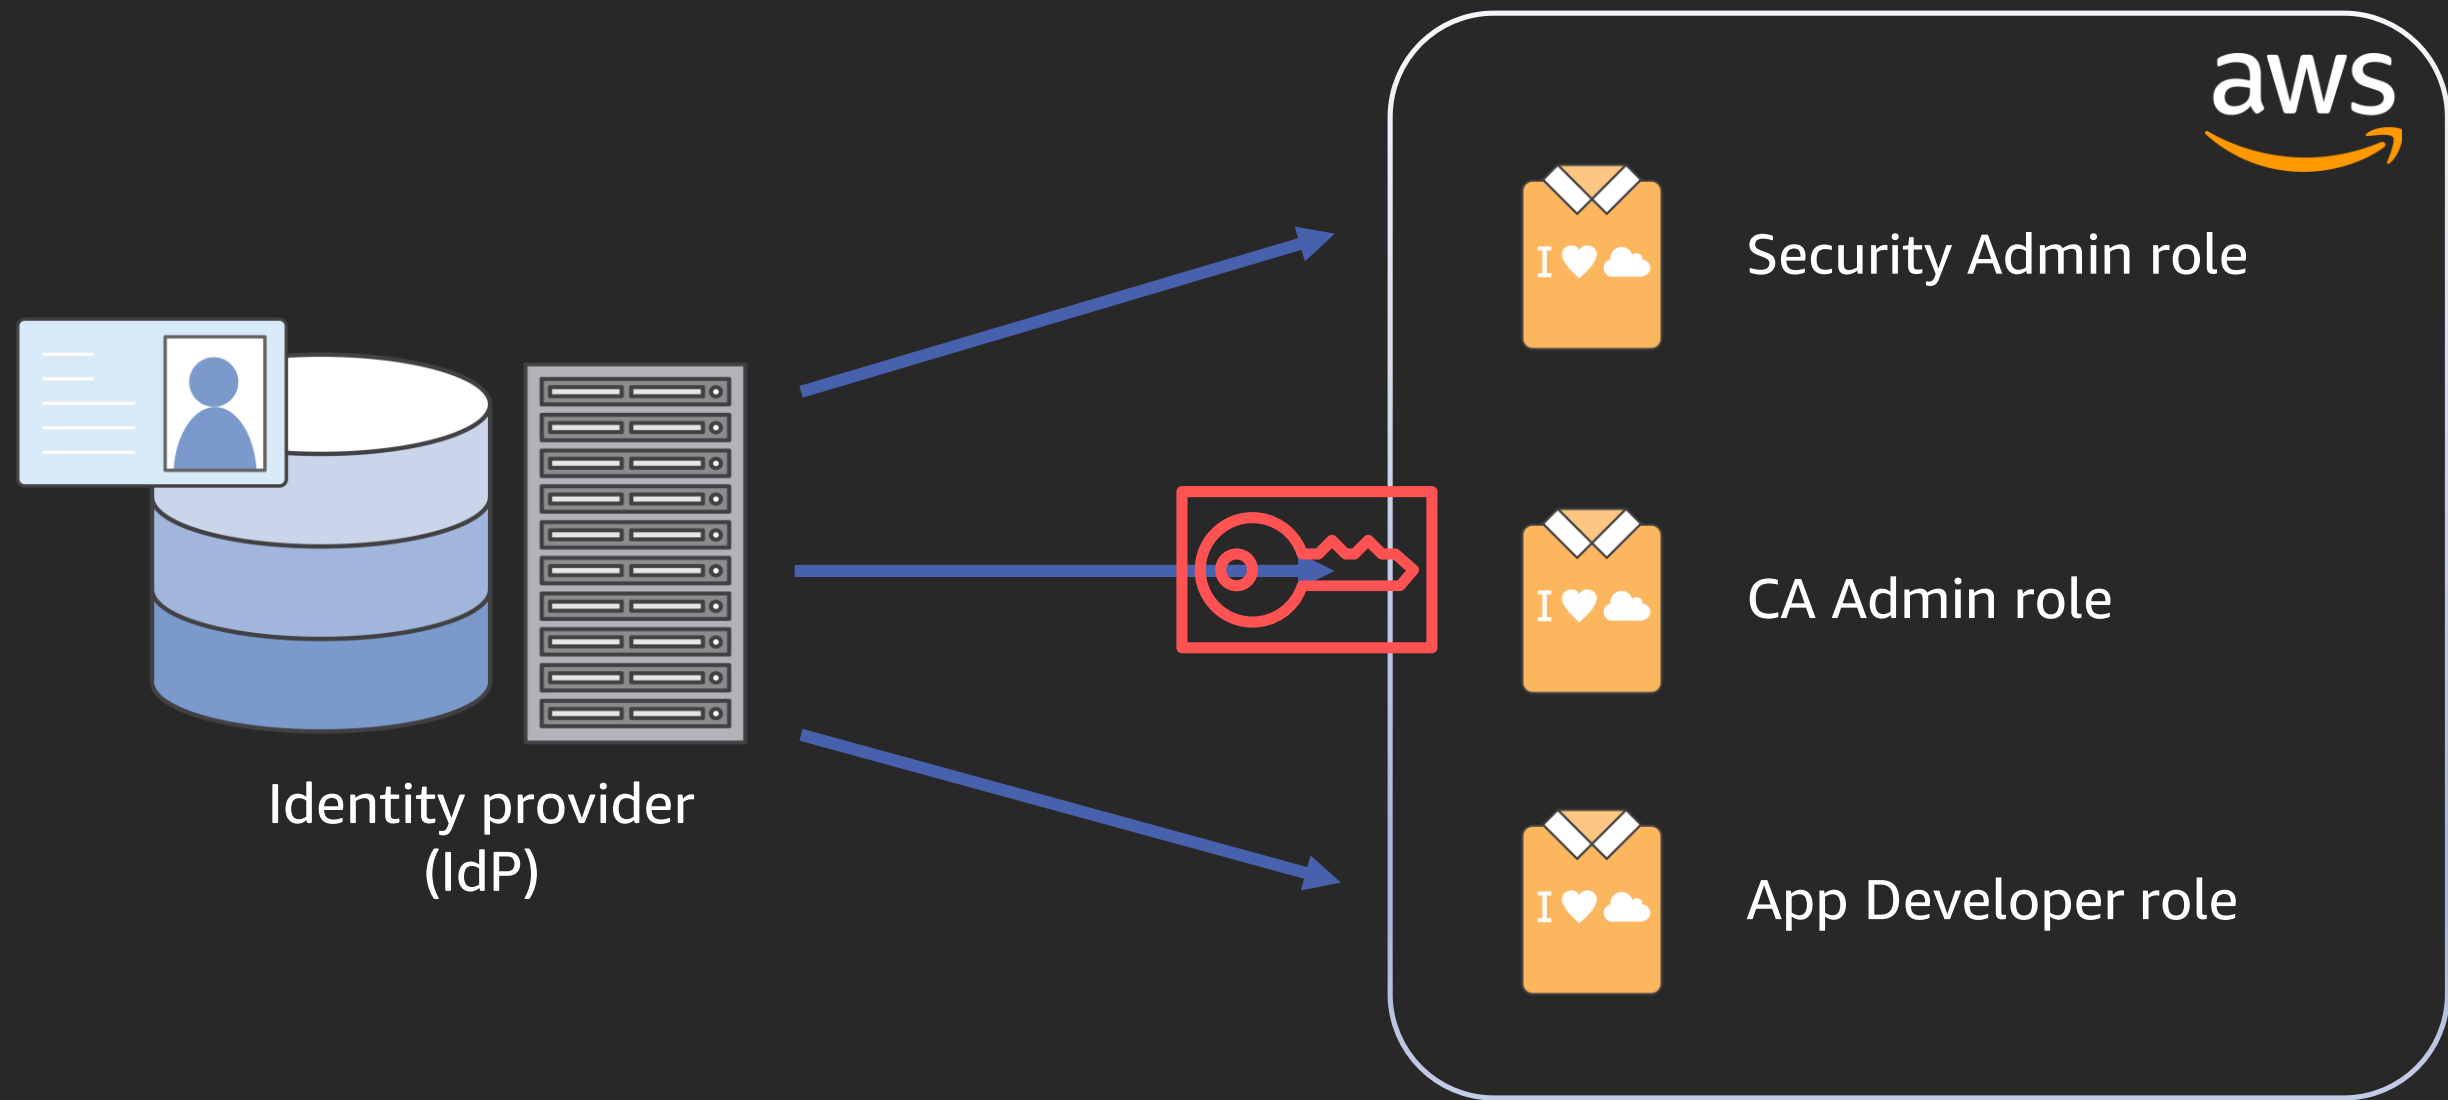 aws
I
Security Admin role
I
CA Admin role
Identity provider
(IdP)
I
App Developer role